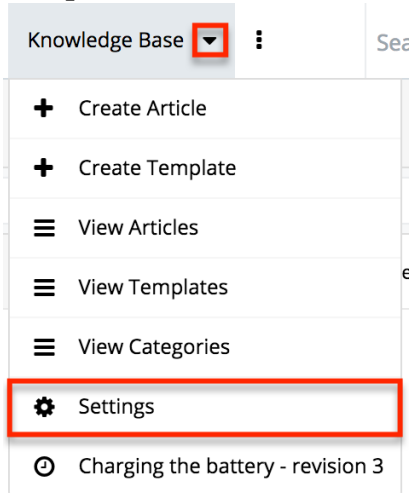 Knowledge Base
Sea
Create Article
Create Template
View Articles
View Templates
e
View Categories
Settings
Charging the battery - revision 3